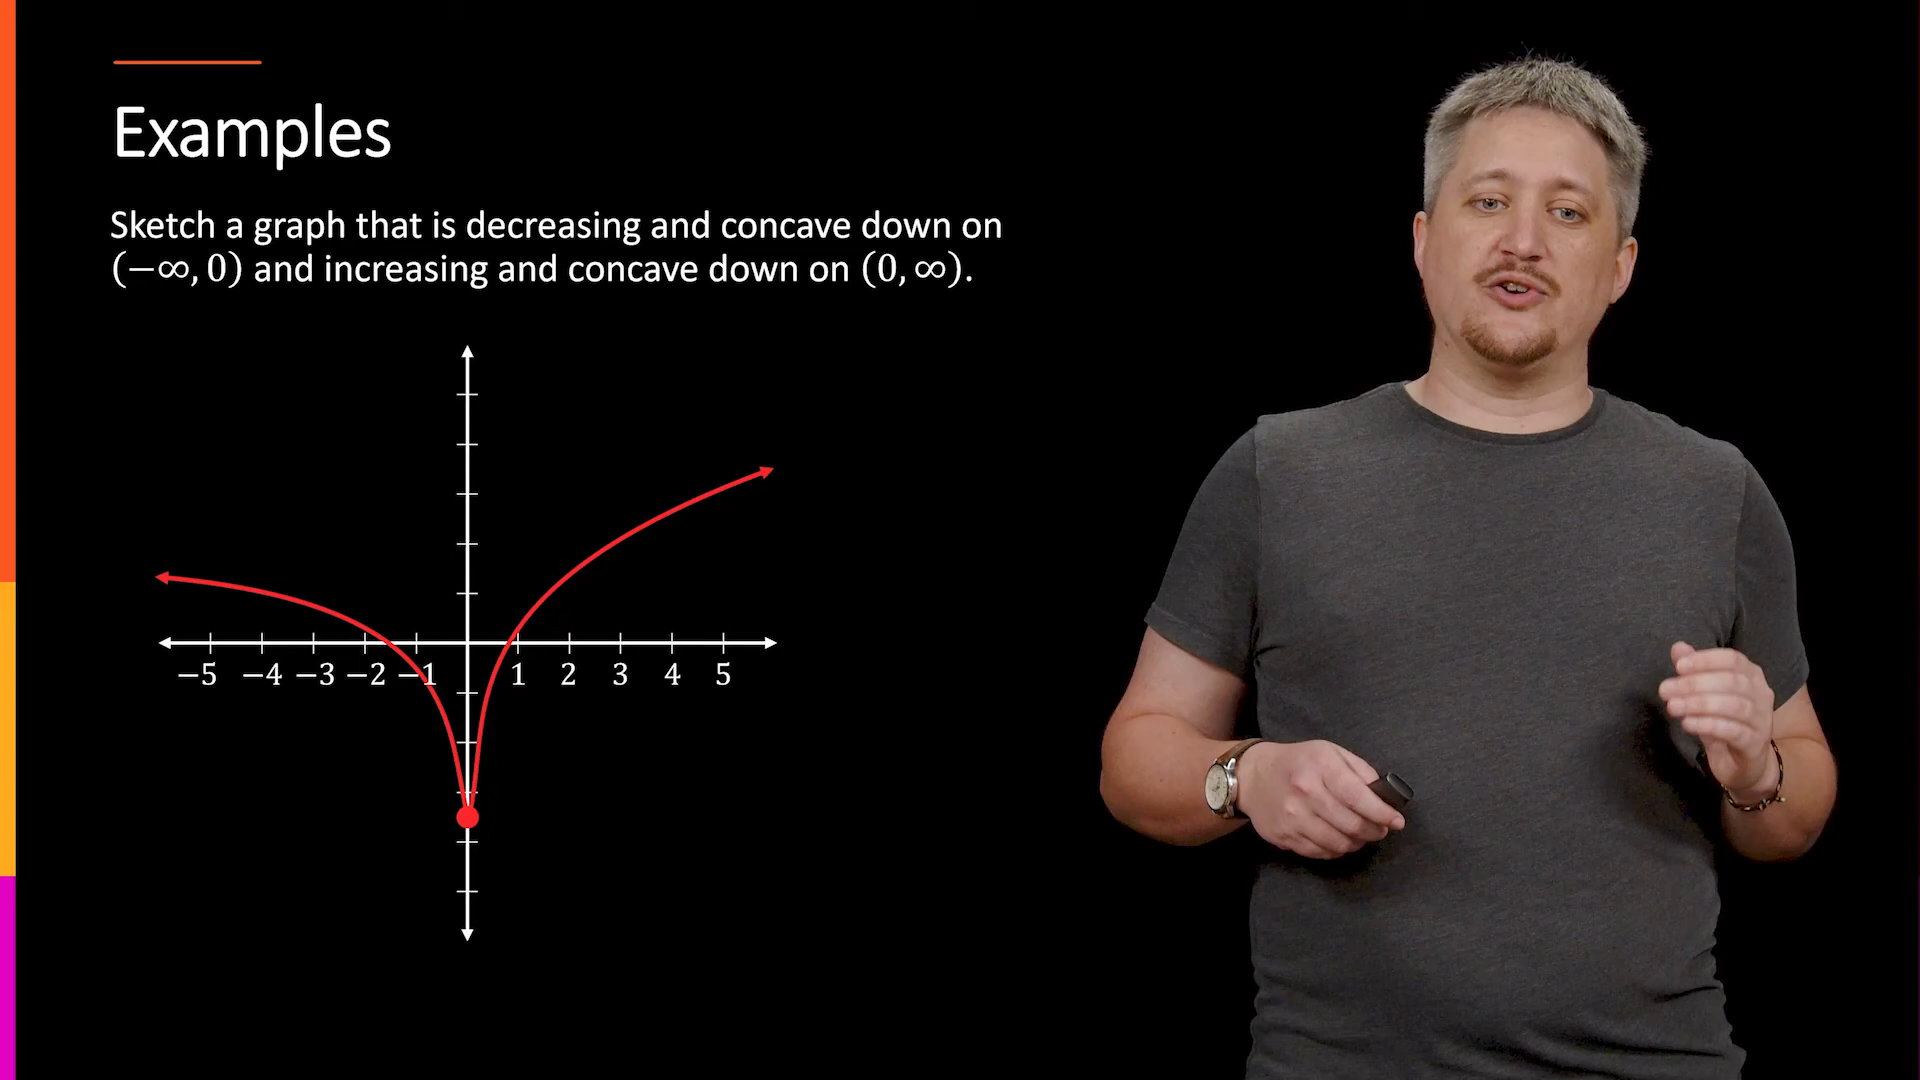 Examples
Sketch a graph that is decreasing and concave down on
(−∞, 0) and increasing and concave down on (0, ∞).
−5 −4 −3 −2 −1 1 2 3 4 5